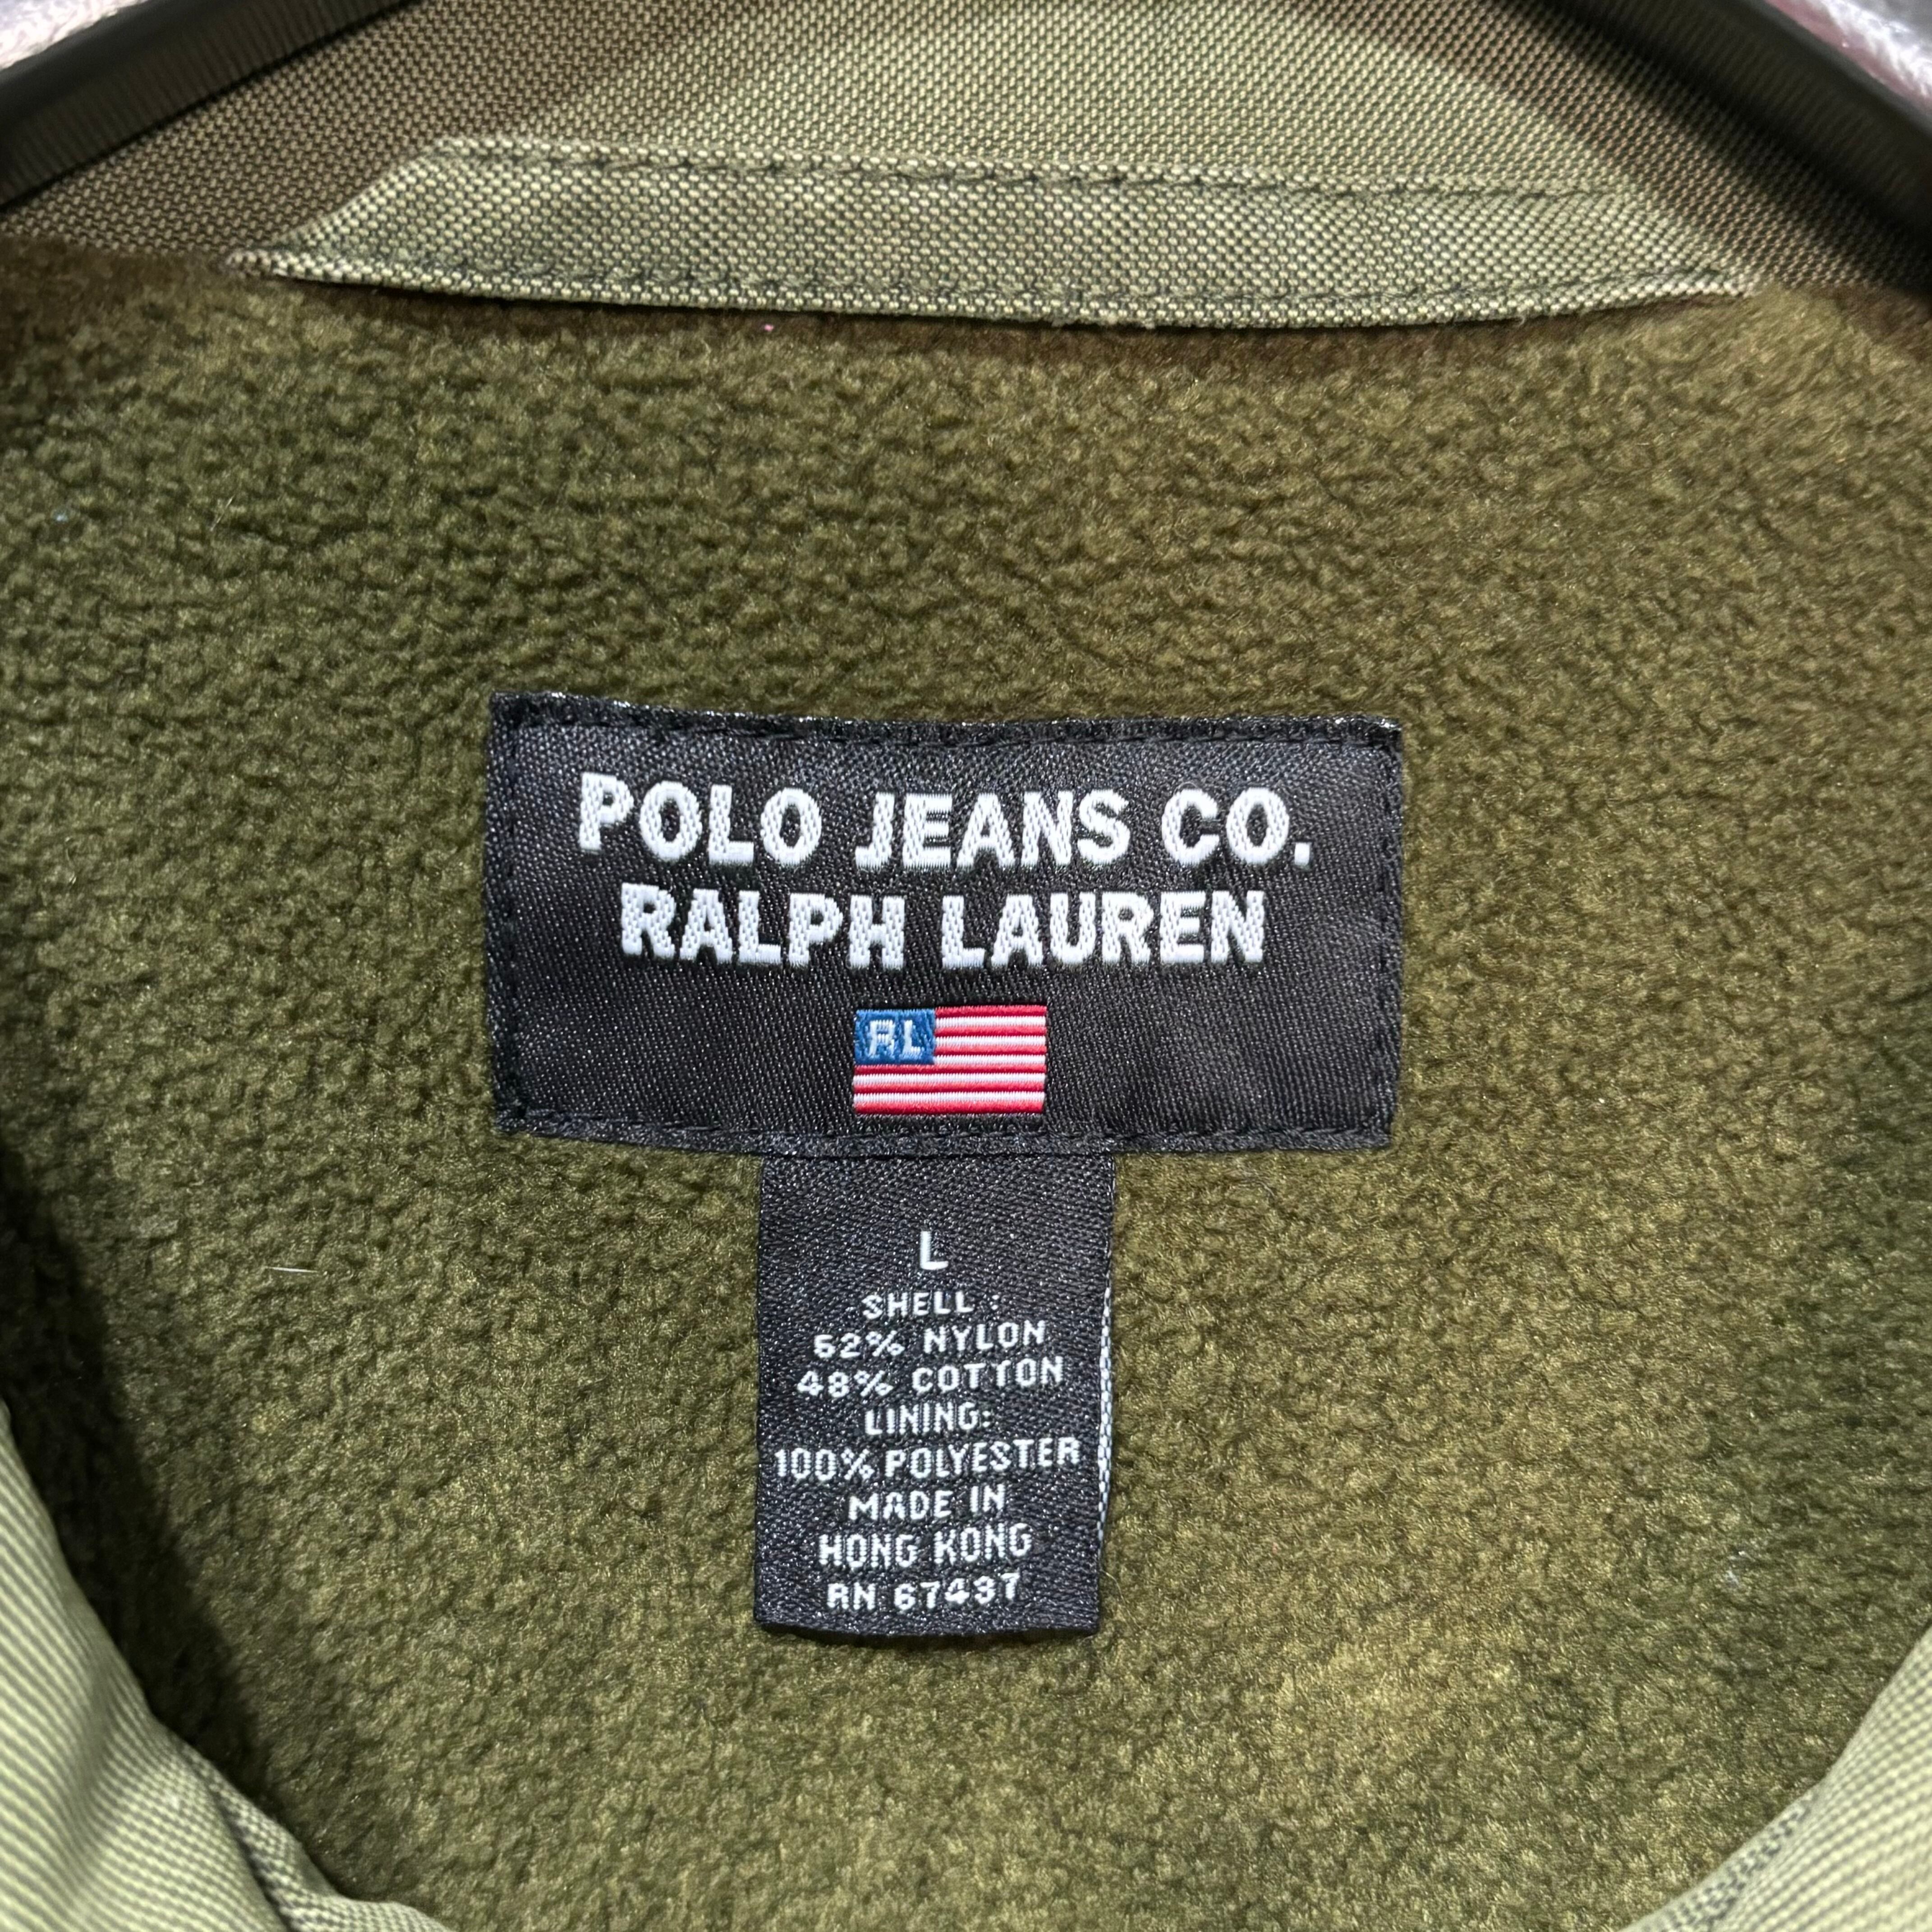 POLO JEANS CO.
RALPH LAUREN
RL
L
SHELL :
52% NYLON
48% COTTON
LINING:
100% POLYESTER
MADE IN
HONG KONG
RN 67437